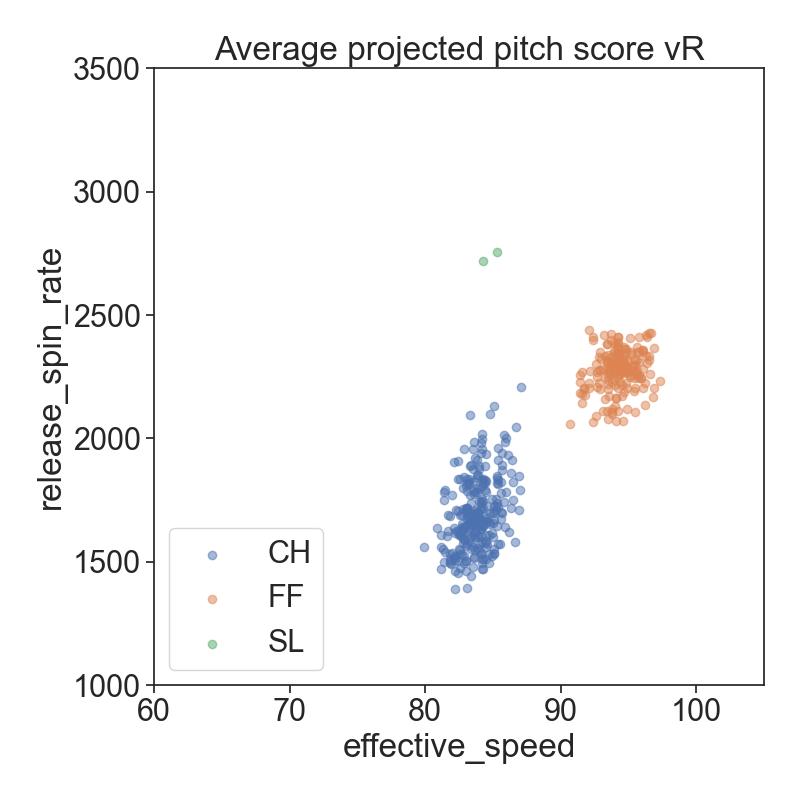 Average projected pitch score vR
3500
3000
2500
2000
1500
1000
release_spin_rate
CH
FF
SL
60 70 80 90 100
effective_speed